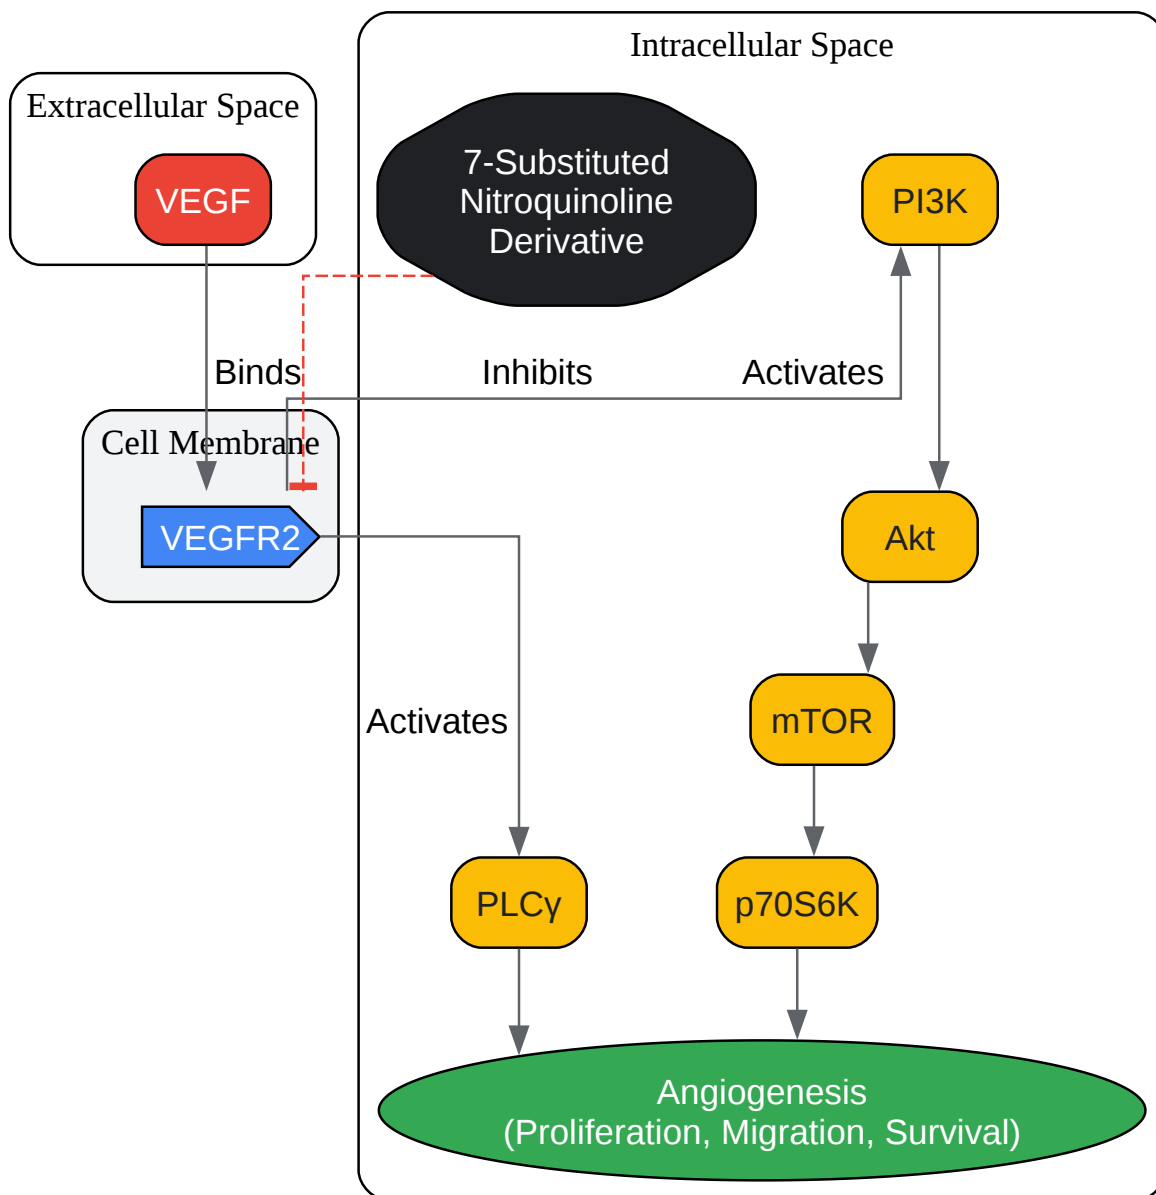 Intracellular Space
Extracellular Space
7-Substituted
Nitroquinoline
Derivative
VEGF
PI3K
Binds
Inhibits
Activates
Cell Membrane
VEGFR2
Akt
Activates
mTOR
PLCγ
p70S6K
Angiogenesis
(Proliferation, Migration, Survival)